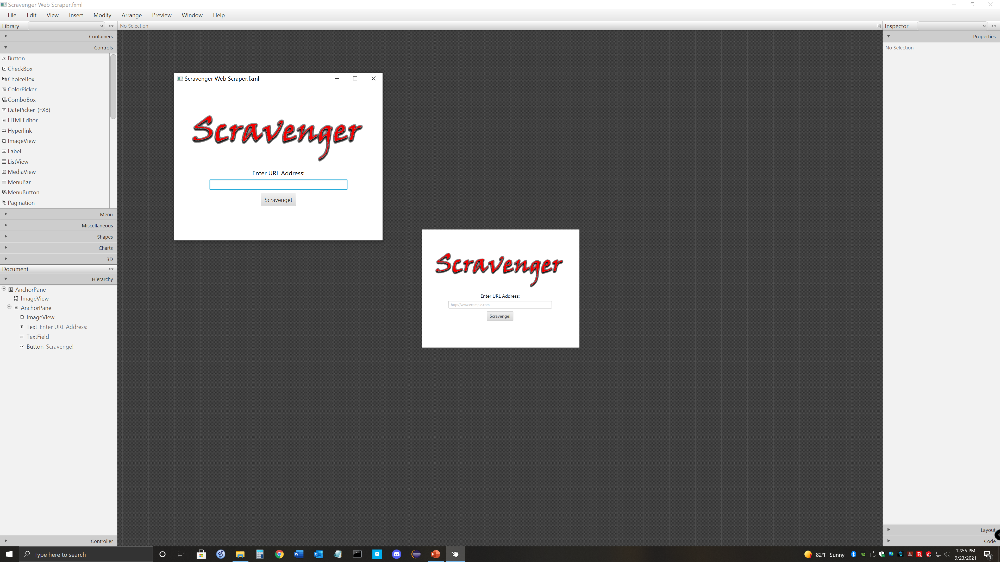 Scravenger Web Scraper.fxml
File Edit View Insert Modify Arrange Preview Window Help
Library
No Selection
Inspector
Containers
Controls
Button
CheckBox
ChoiceBox
ColorPicker
ComboBox
DatePicker (FX8)
HTMLEditor
Hyperlink
ImageView
Label
ListView
MediaView
MenuBar
MenuButton
Pagination
Menu
Miscellaneous
Shapes
Charts
3D
Document
Hierarchy
AnchorPane
ImageView
AnchorPane
ImageView
Text Enter URL Address:
TextField
Button Scravenge!
Controller
Scravenger Web Scraper.fxml
Scravenger
Enter URL Address:
Scravenge!
Scravenger
Enter URL Address:
http://www.example.com
Scravenge!
Properties
No Selection
Layout
Code
Type here to search
82°F Sunny
12:55 PM
9/23/2021
1